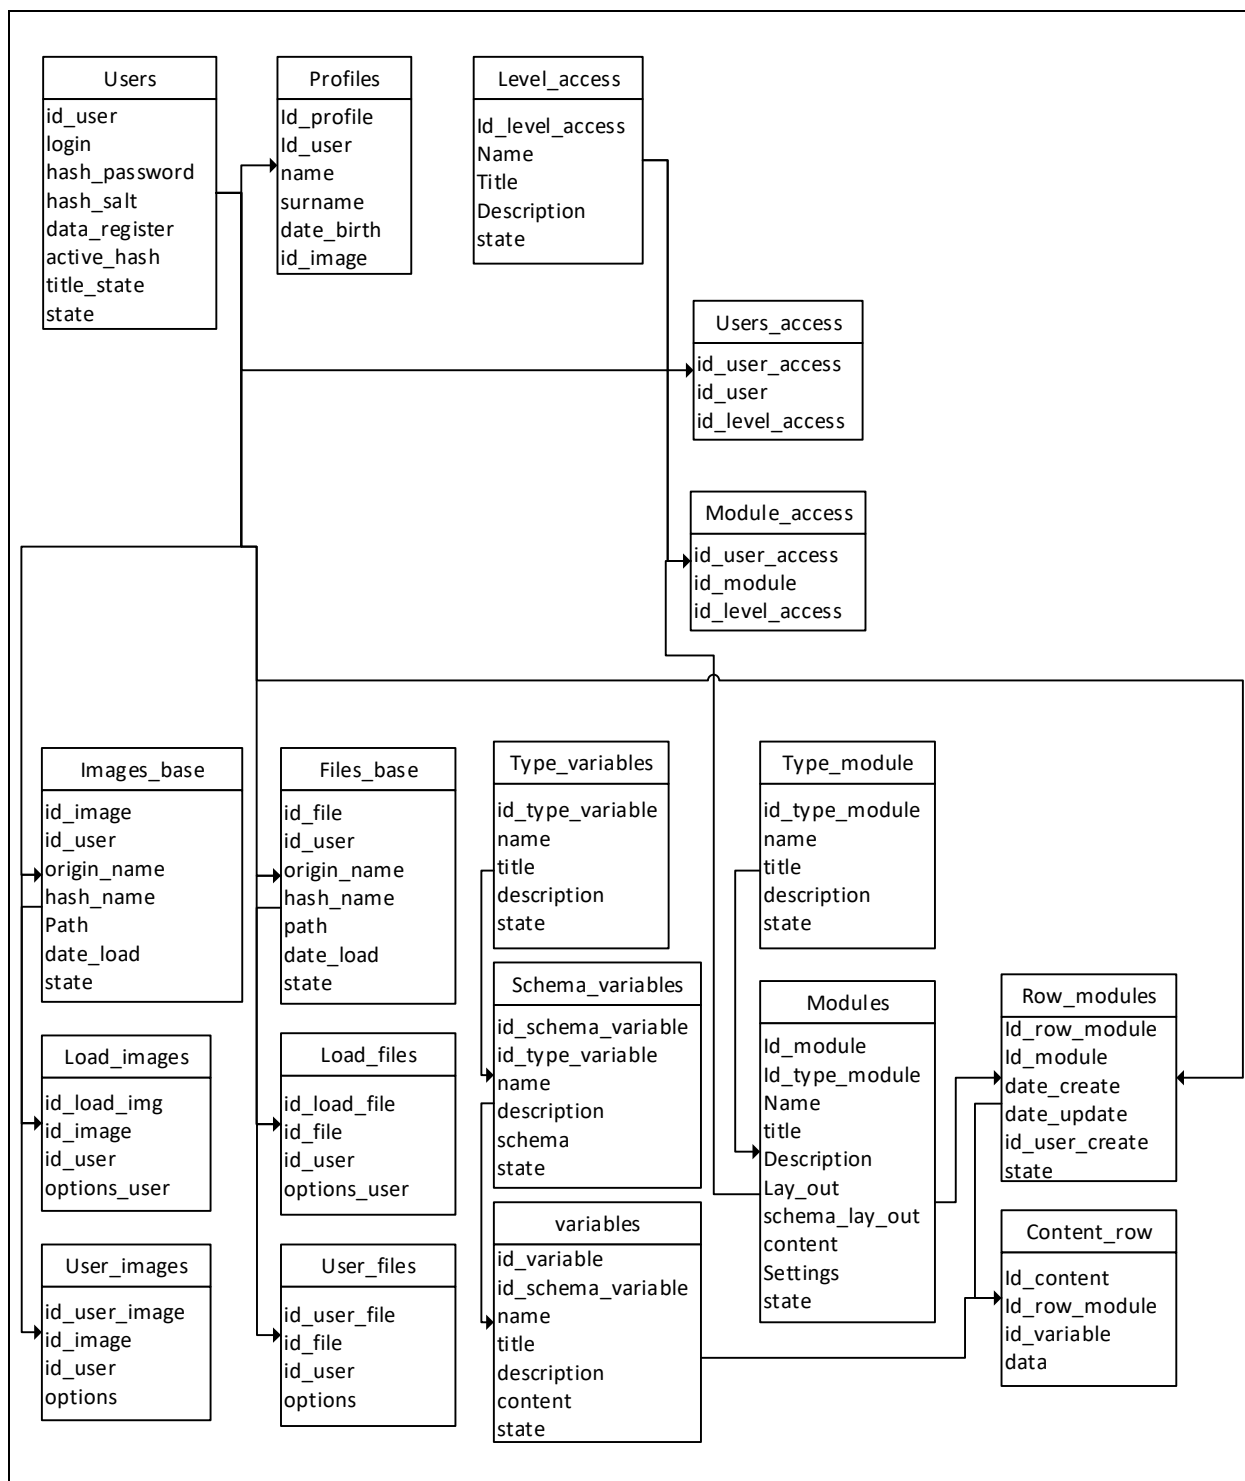 Users
id_user
login
hash_password
hash_salt
data_register
active_hash
title_state
state
Profiles
Id_profile
Id_user
name
surname
date_birth
id_image
Level_access
Id_level_access
Name
Title
Description
state
Users_access
id_user_access
id_user
id_level_access
Module_access
id_user_access
id_module
id_level_access
Images_base
id_image
id_user
origin_name
hash_name
Path
date_load
state
Files_base
id_file
id_user
origin_name
hash_name
path
date_load
state
Type_variables
id_type_variable
name
title
description
state
Type_module
id_type_module
name
title
description
state
Schema_variables
id_schema_variable
id_type_variable
name
description
schema
state
Modules
Id_module
Id_type_module
Name
title
Description
Lay_out
schema_lay_out
content
Settings
state
Row_modules
Id_row_module
Id_module
date_create
date_update
id_user_create
state
Load_images
id_load_img
id_image
id_user
options_user
Load_files
id_load_file
id_file
id_user
options_user
variables
id_variable
id_schema_variable
name
title
description
content
state
Content_row
Id_content
Id_row_module
id_variable
data
User_images
id_user_image
id_image
id_user
options
User_files
id_user_file
id_file
id_user
options